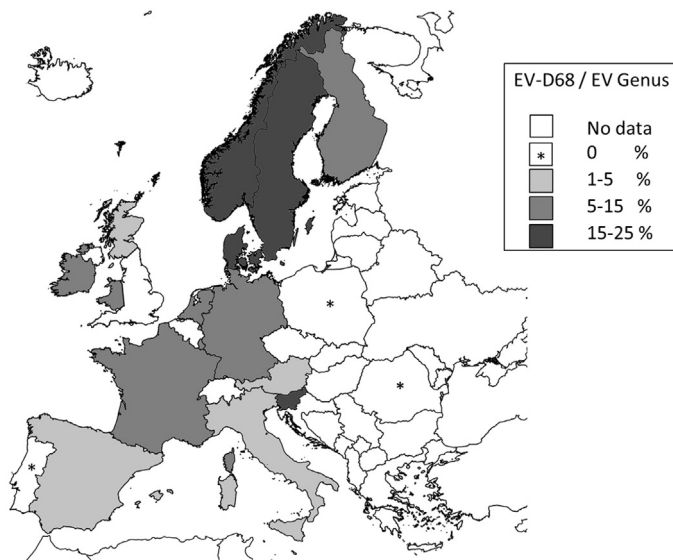 EV-D68 / EV Genus
No data
* 0 %
1-5 %
5-15 %
15-25 %
*
*
*